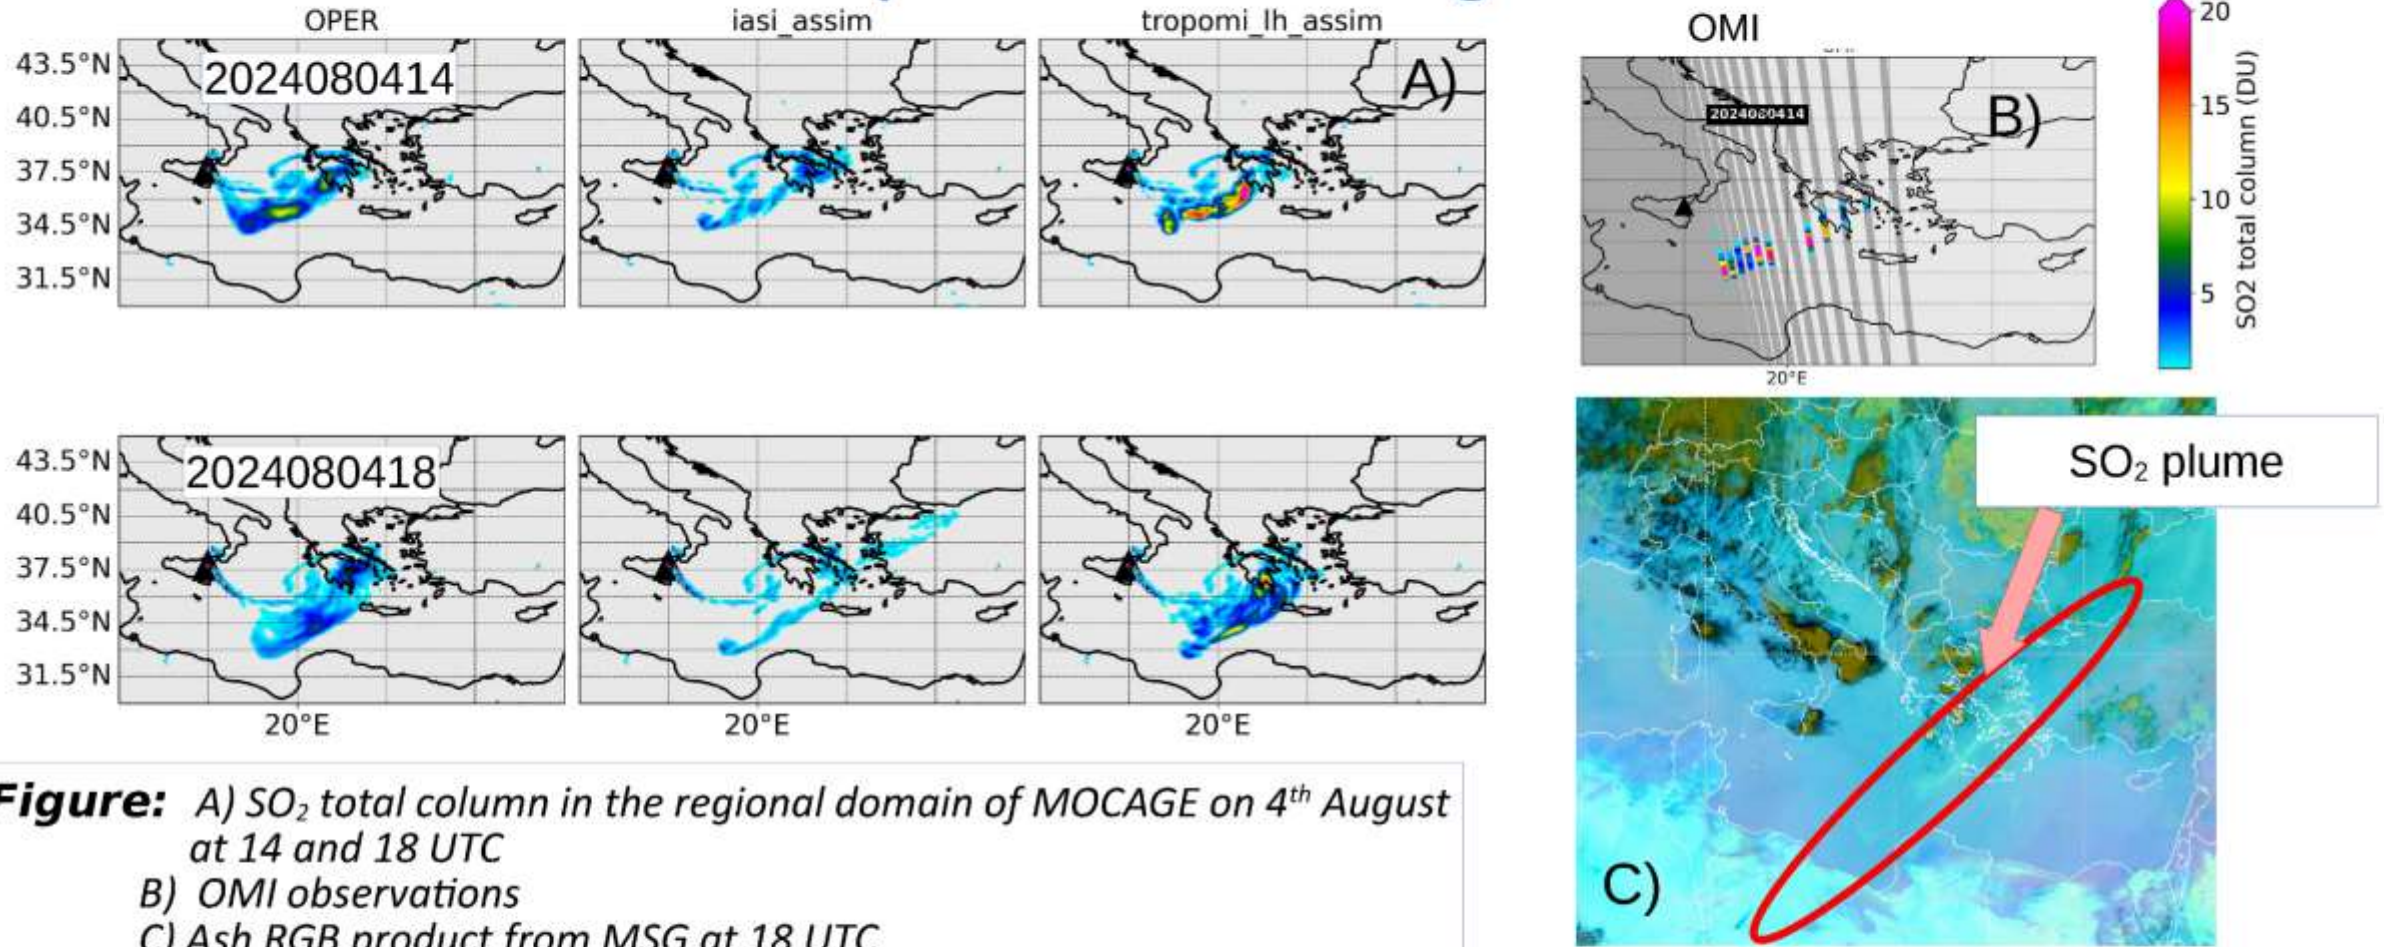 OPER
iasi_assim
tropomi_lh_assim
OMI
43.5°N
40.5°N
37.5°N
34.5°N
31.5°N
2024080414
A)
2024080414
B)
20°E
20
15
10
5
SO2 total column (DU)
43.5°N
40.5°N
37.5°N
34.5°N
31.5°N
2024080418
20°E
20°E
20°E
SO₂ plume
C)
Figure: A) SO₂ total column in the regional domain of MOCAGE on 4th August
at 14 and 18 UTC
B) OMI observations
C) Ash RGB product from MSG at 18 UTC